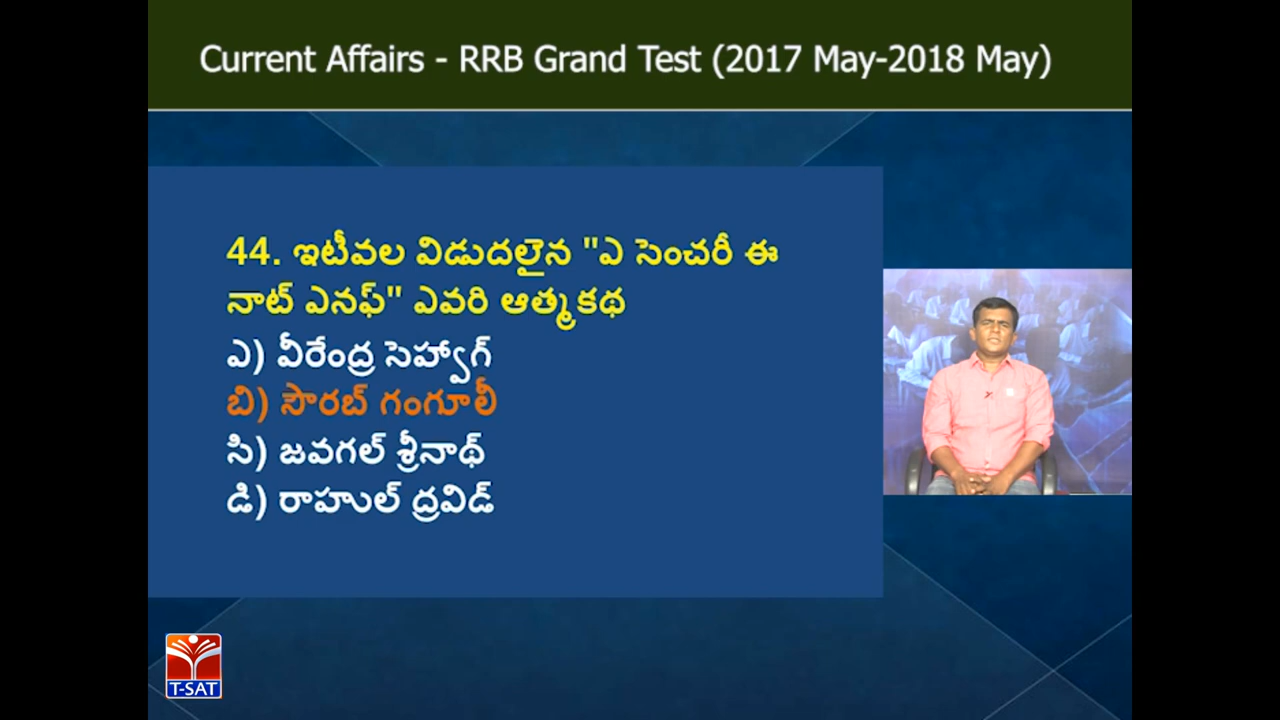 Current Affairs - RRB Grand Test (2017 May-2018 May)
44. ఇటీవల విడుదలైన "ఎ సెంచరీ ఈ
నాట్ ఎనఫ్" ఎవరి ఆత్మకథ
ఎ) వీరేంద్ర సెహ్వాగ్
బి) సౌరబ్ గంగూలీ
సి) జవగల్ శ్రీనాథ్
డి) రాహుల్ ద్రవిడ్
T-SAT